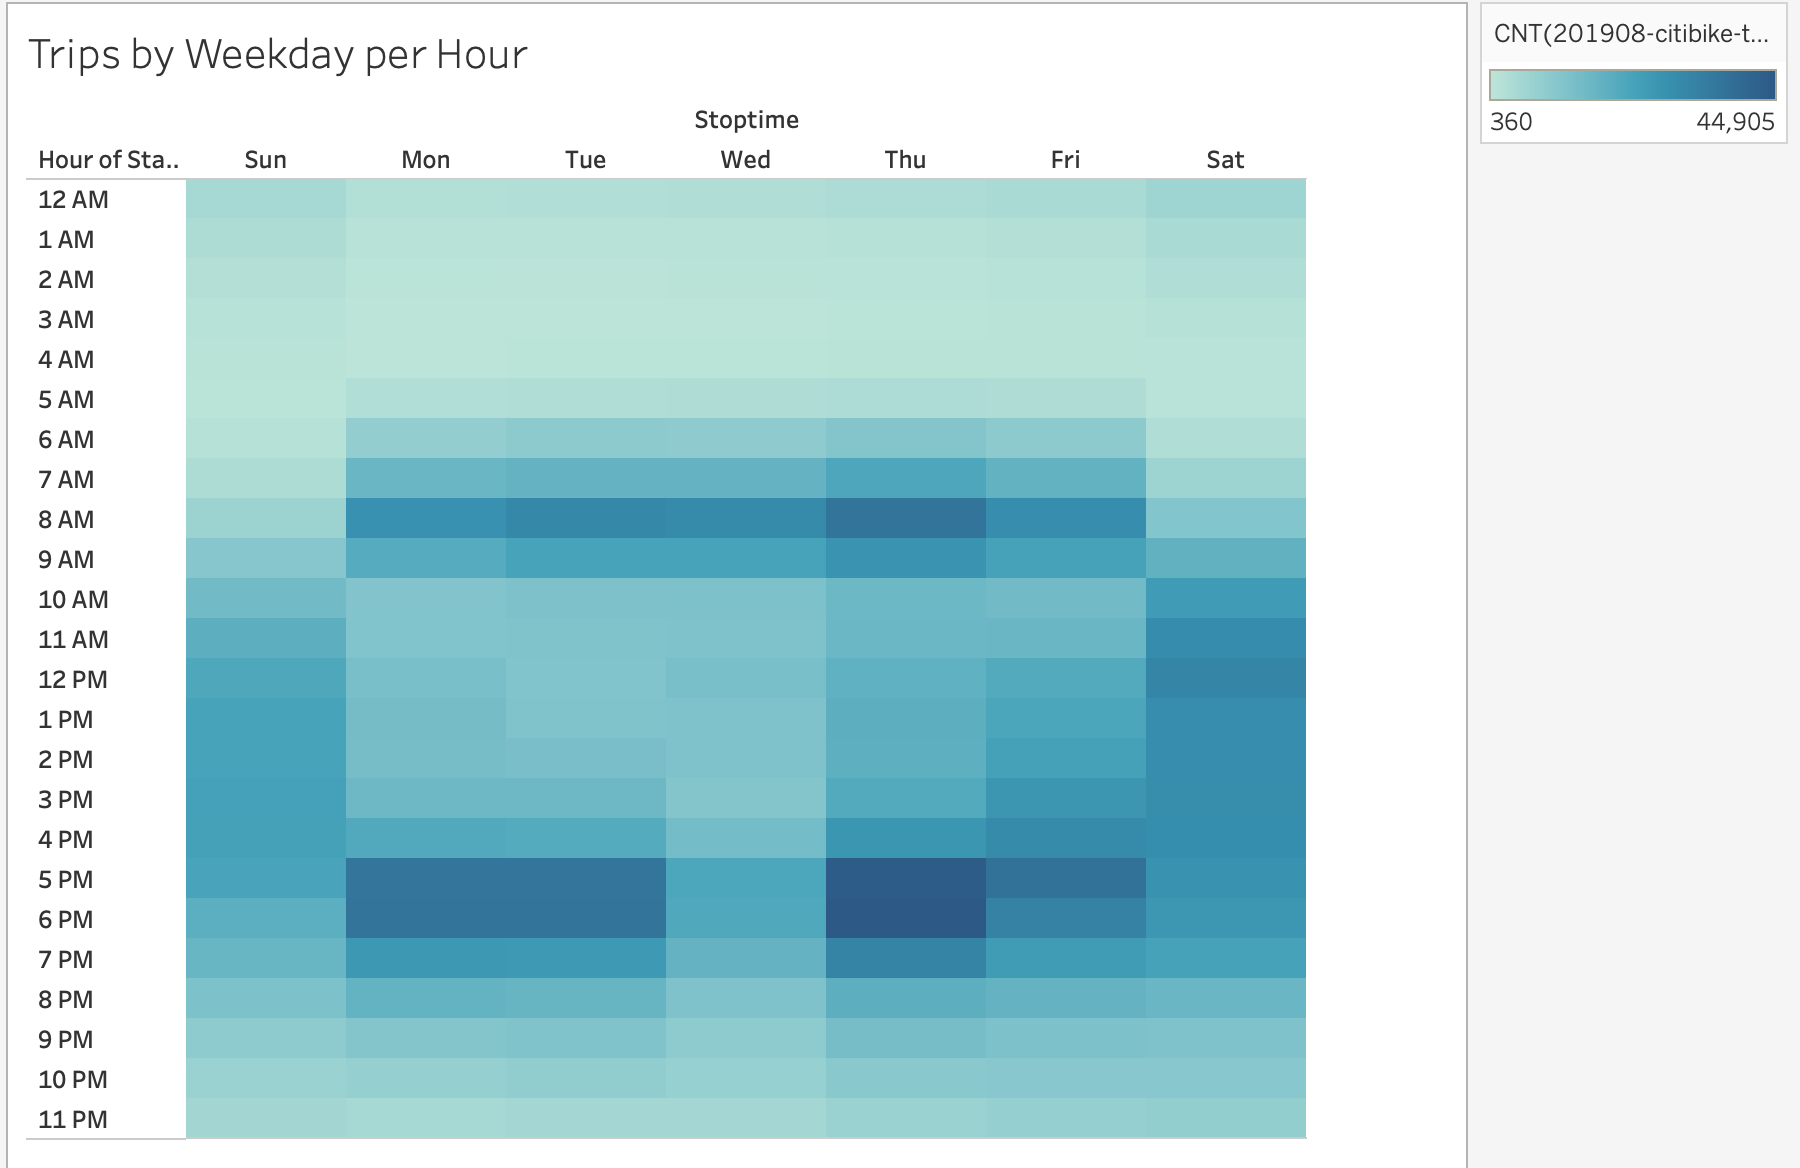 Trips by Weekday per Hour
CNT(201908-citibike-t...
360 44,905
Stoptime
Hour of Sta.. Sun Mon Tue Wed Thu Fri Sat
12 AM
1 AM
2 AM
3 AM
4 AM
5 AM
6 AM
7 AM
8 AM
9 AM
10 AM
11 AM
12 PM
1 PM
2 PM
3 PM
4 PM
5 PM
6 PM
7 PM
8 PM
9 PM
10 PM
11 PM